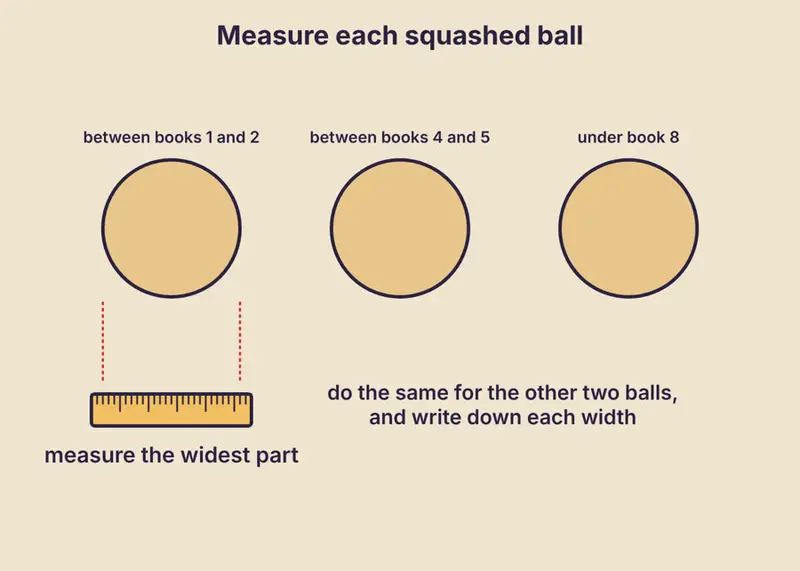 Measure each squashed ball
between books 1 and 2
between books 4 and 5
under book 8
do the same for the other two balls,
and write down each width
measure the widest part